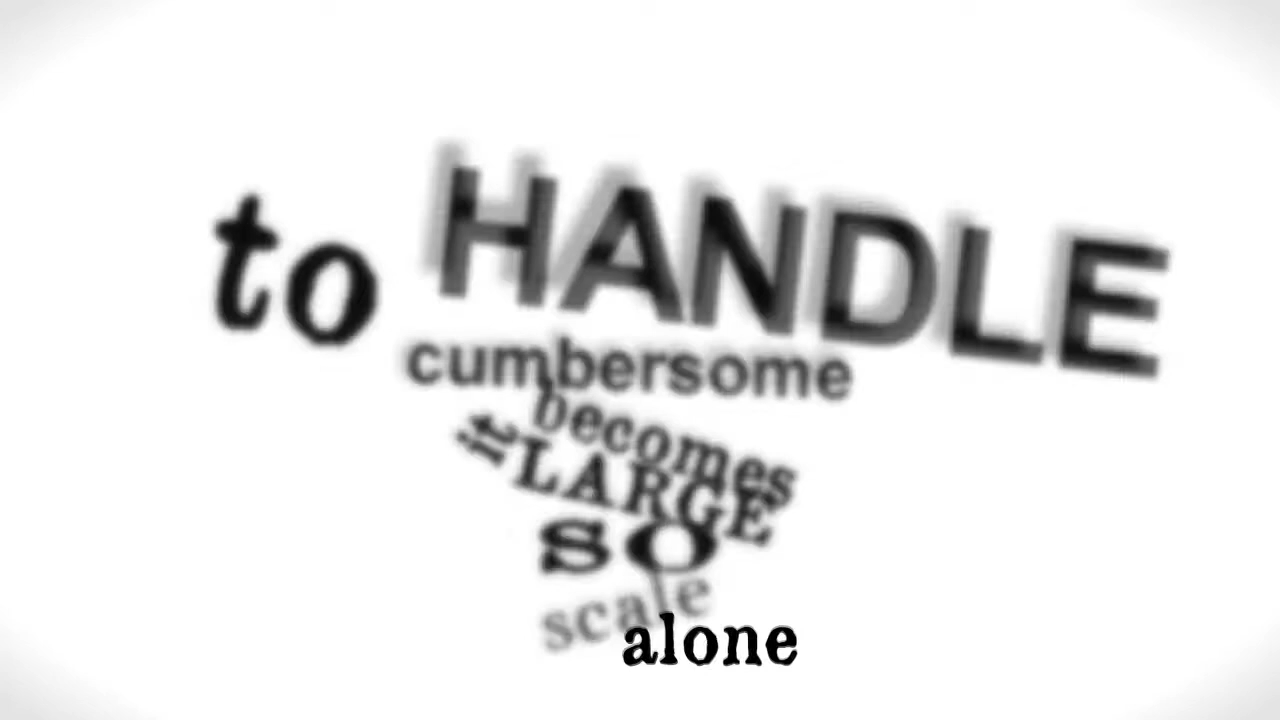 to HANDLE
cumbersome
becomes
it LARGE
so
scale
alone